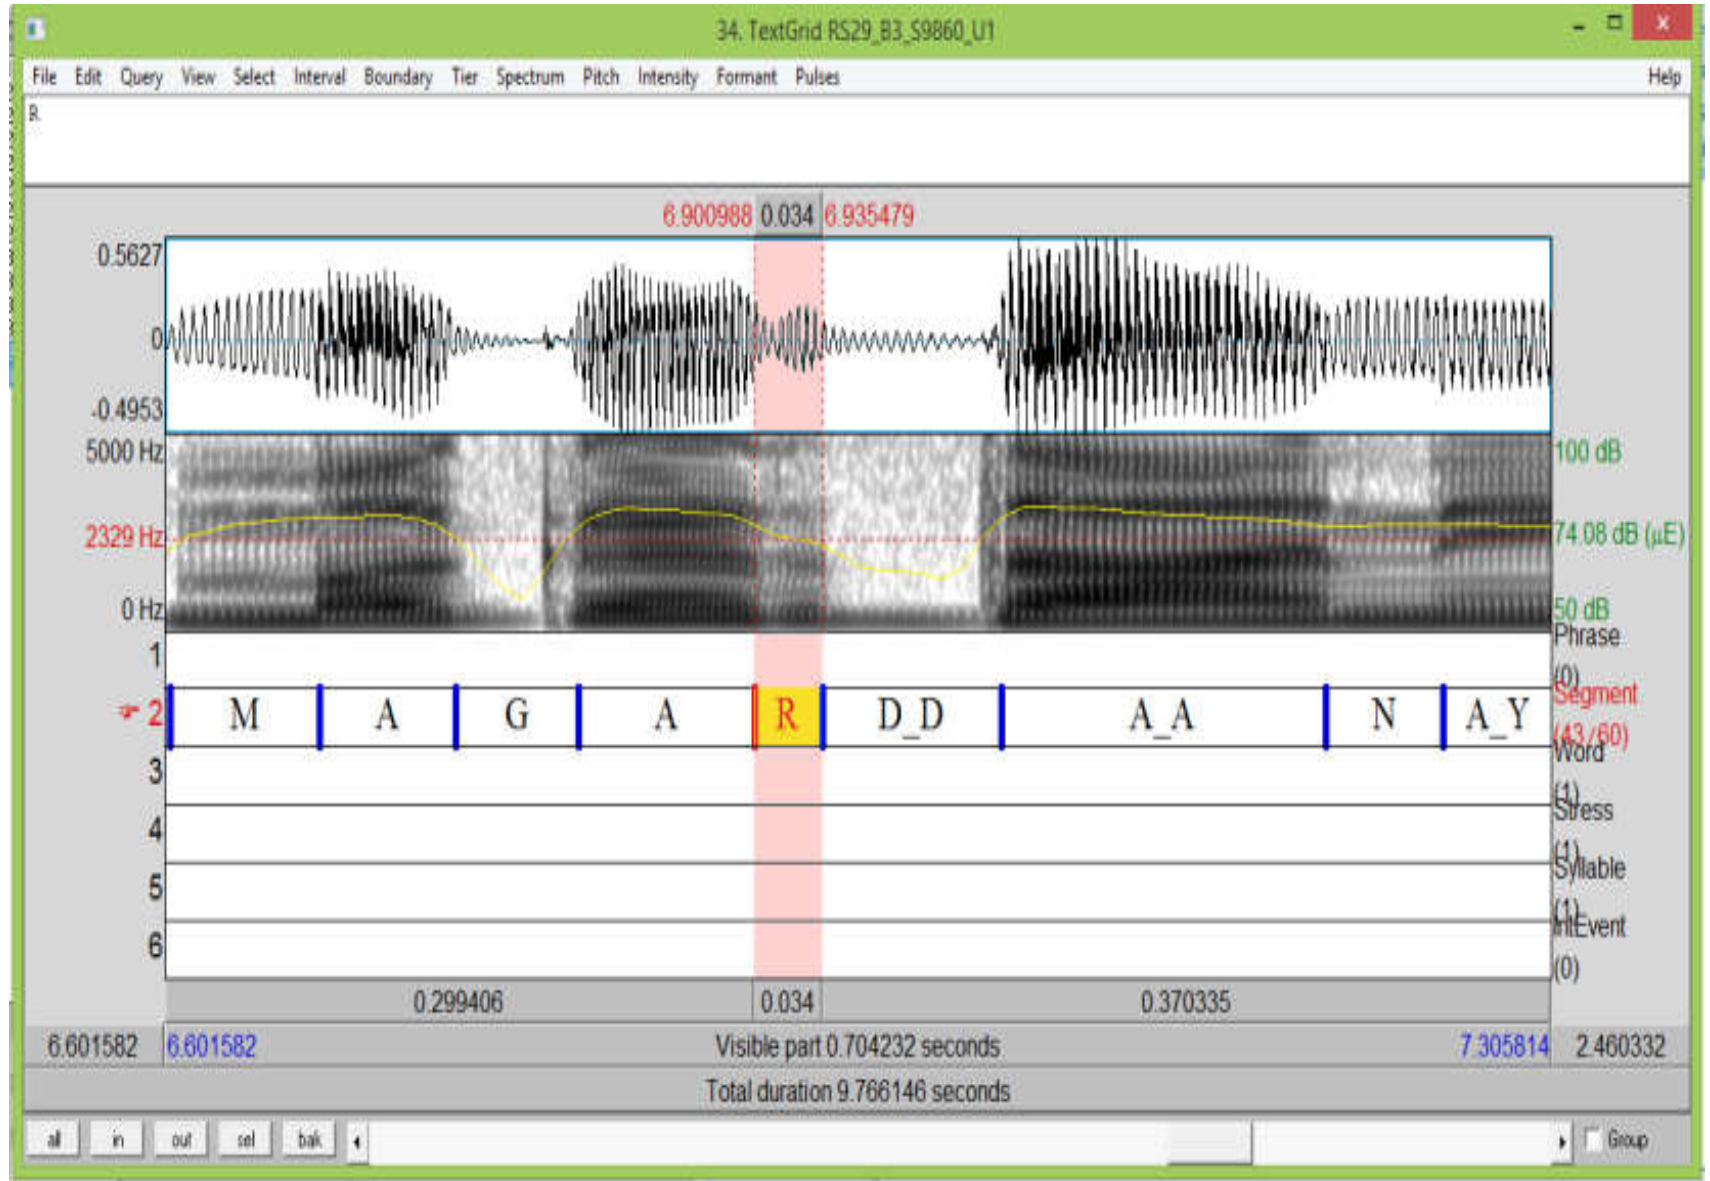 34. TextGrid RS29_B3_S9860_U1
File Edit Query View Select Interval Boundary Tier Spectrum Pitch Intensity Formant Pulses Help
R
6.900988 0.034 6.935479
0.5627
0
-0.4953
5000 Hz 100 dB
2329 Hz 74.08 dB (µE)
0 Hz 50 dB
1 Phrase
(0)
2 M A G A R D_D A_A N A_Y Segment
(43/60)
3 Word
(1)
4 Stress
(1)
5 Syllable
(1)
6 IntEvent
(0)
0.299406 0.034 0.370335
6.601582 6.601582 Visible part 0.704232 seconds 7.305814 2.460332
Total duration 9.766146 seconds
all in out sel bak Group